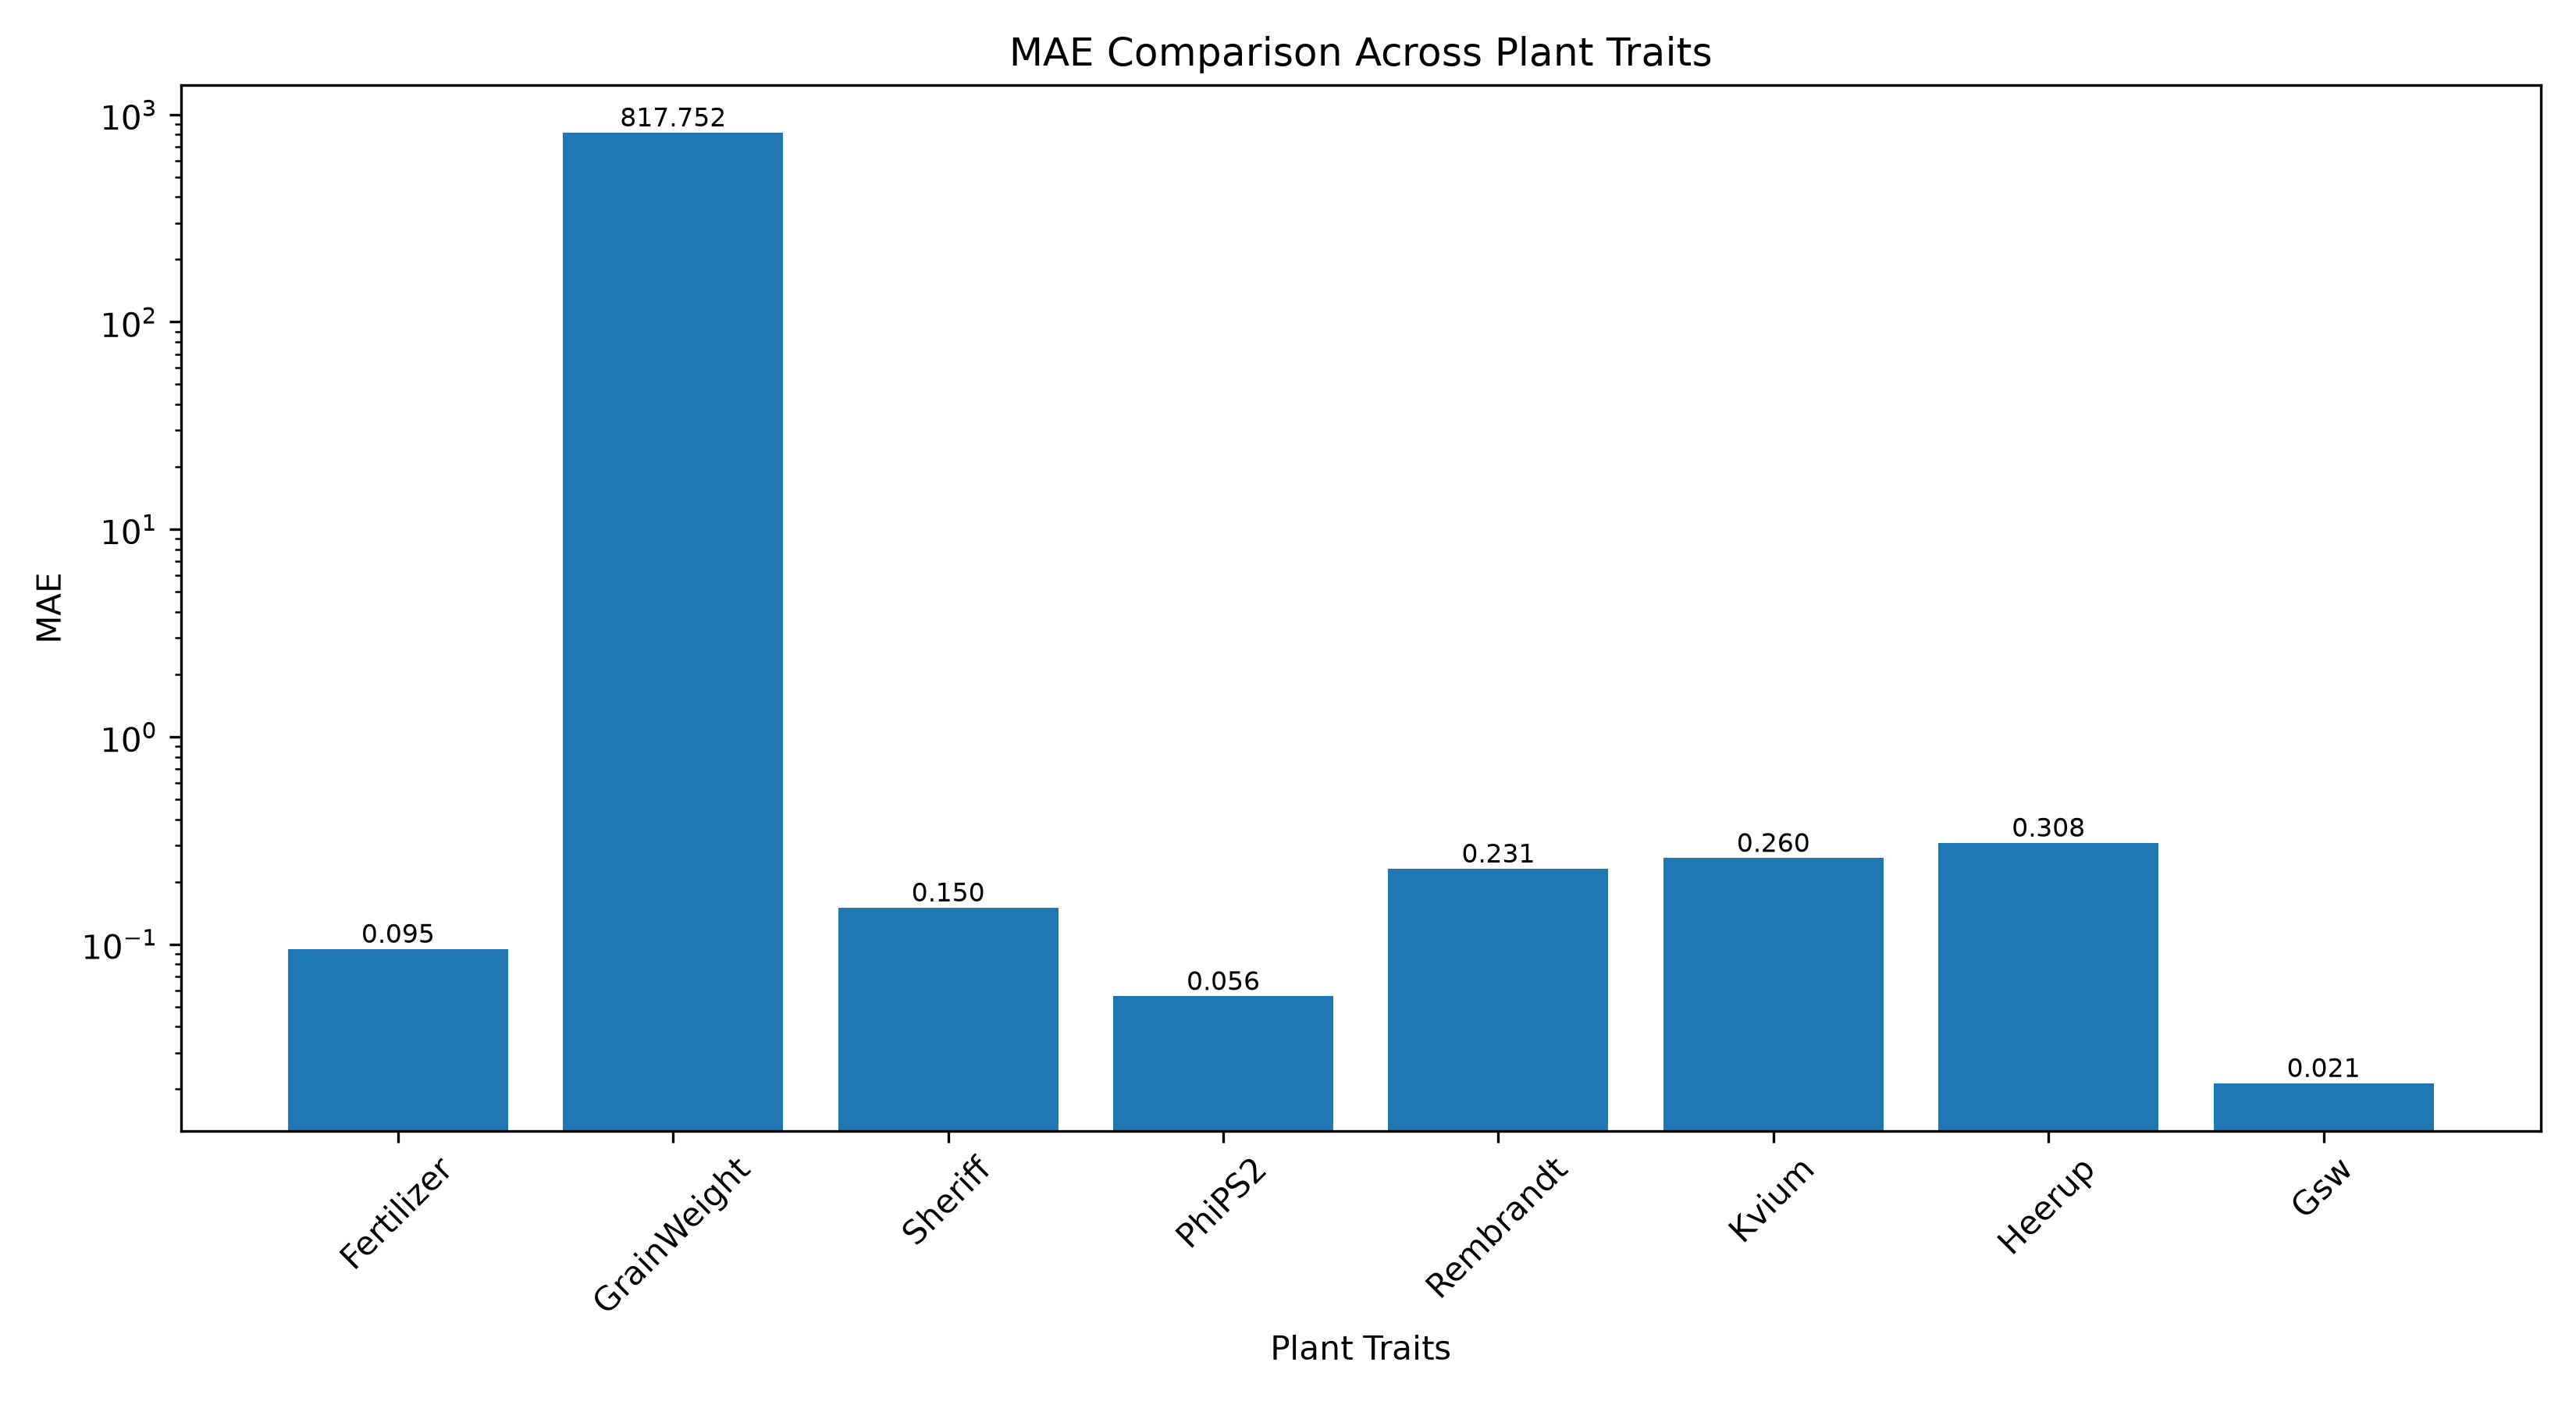 MAE Comparison Across Plant Traits
MAE
10³
10²
10¹
10⁰
10⁻¹
0.095
817.752
0.150
0.056
0.231
0.260
0.308
0.021
Fertilizer
GrainWeight
Sheriff
PhiPS2
Rembrandt
Kvium
Heerup
Gsw
Plant Traits